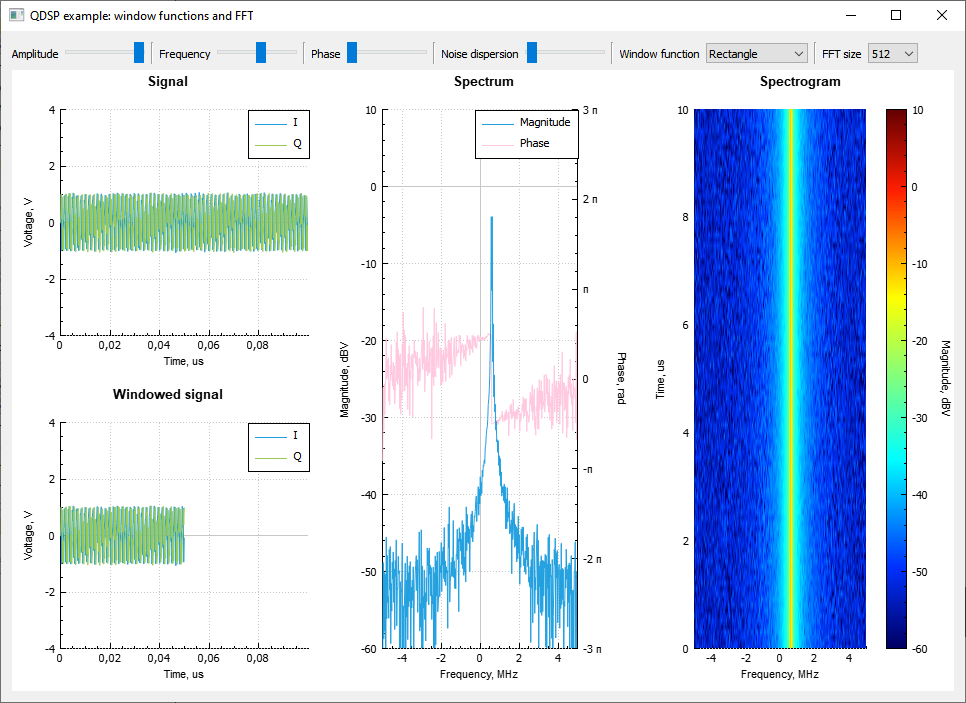 QDSP example: window functions and FFT
Amplitude Frequency Phase Noise dispersion Window function Rectangle FFT size 512
Signal
4
2
0
-2
-4
Voltage, V
I
Q
0 0,02 0,04 0,06 0,08
Time, us
Windowed signal
4
2
0
-2
-4
Voltage, V
I
Q
0 0,02 0,04 0,06 0,08
Time, us
Spectrum
10
0
-10
-20
-30
-40
-50
-60
Magnitude, dBV
Magnitude
Phase
3 п
2 п
п
0
-п
-2 п
-3 п
Phase, rad
-4 -2 0 2 4
Frequency, MHz
Spectrogram
10
8
6
4
2
0
Time, us
-4 -2 0 2 4
Frequency, MHz
10
0
-10
-20
-30
-40
-50
-60
Magnitude, dBV